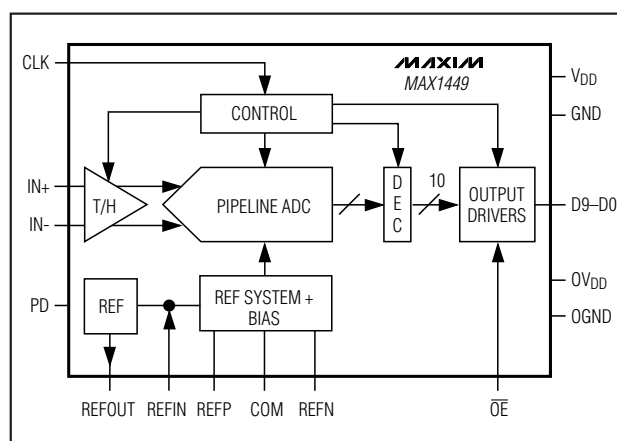 CLK
MAXIM
MAX1449
VDD
GND
CONTROL
IN+
IN-
T/H
PIPELINE ADC
D
E
C
10
OUTPUT
DRIVERS
D9–D0
PD
REF
REF SYSTEM +
BIAS
OVDD
OGND
REFOUT
REFIN
REFP
COM
REFN
O̅E̅